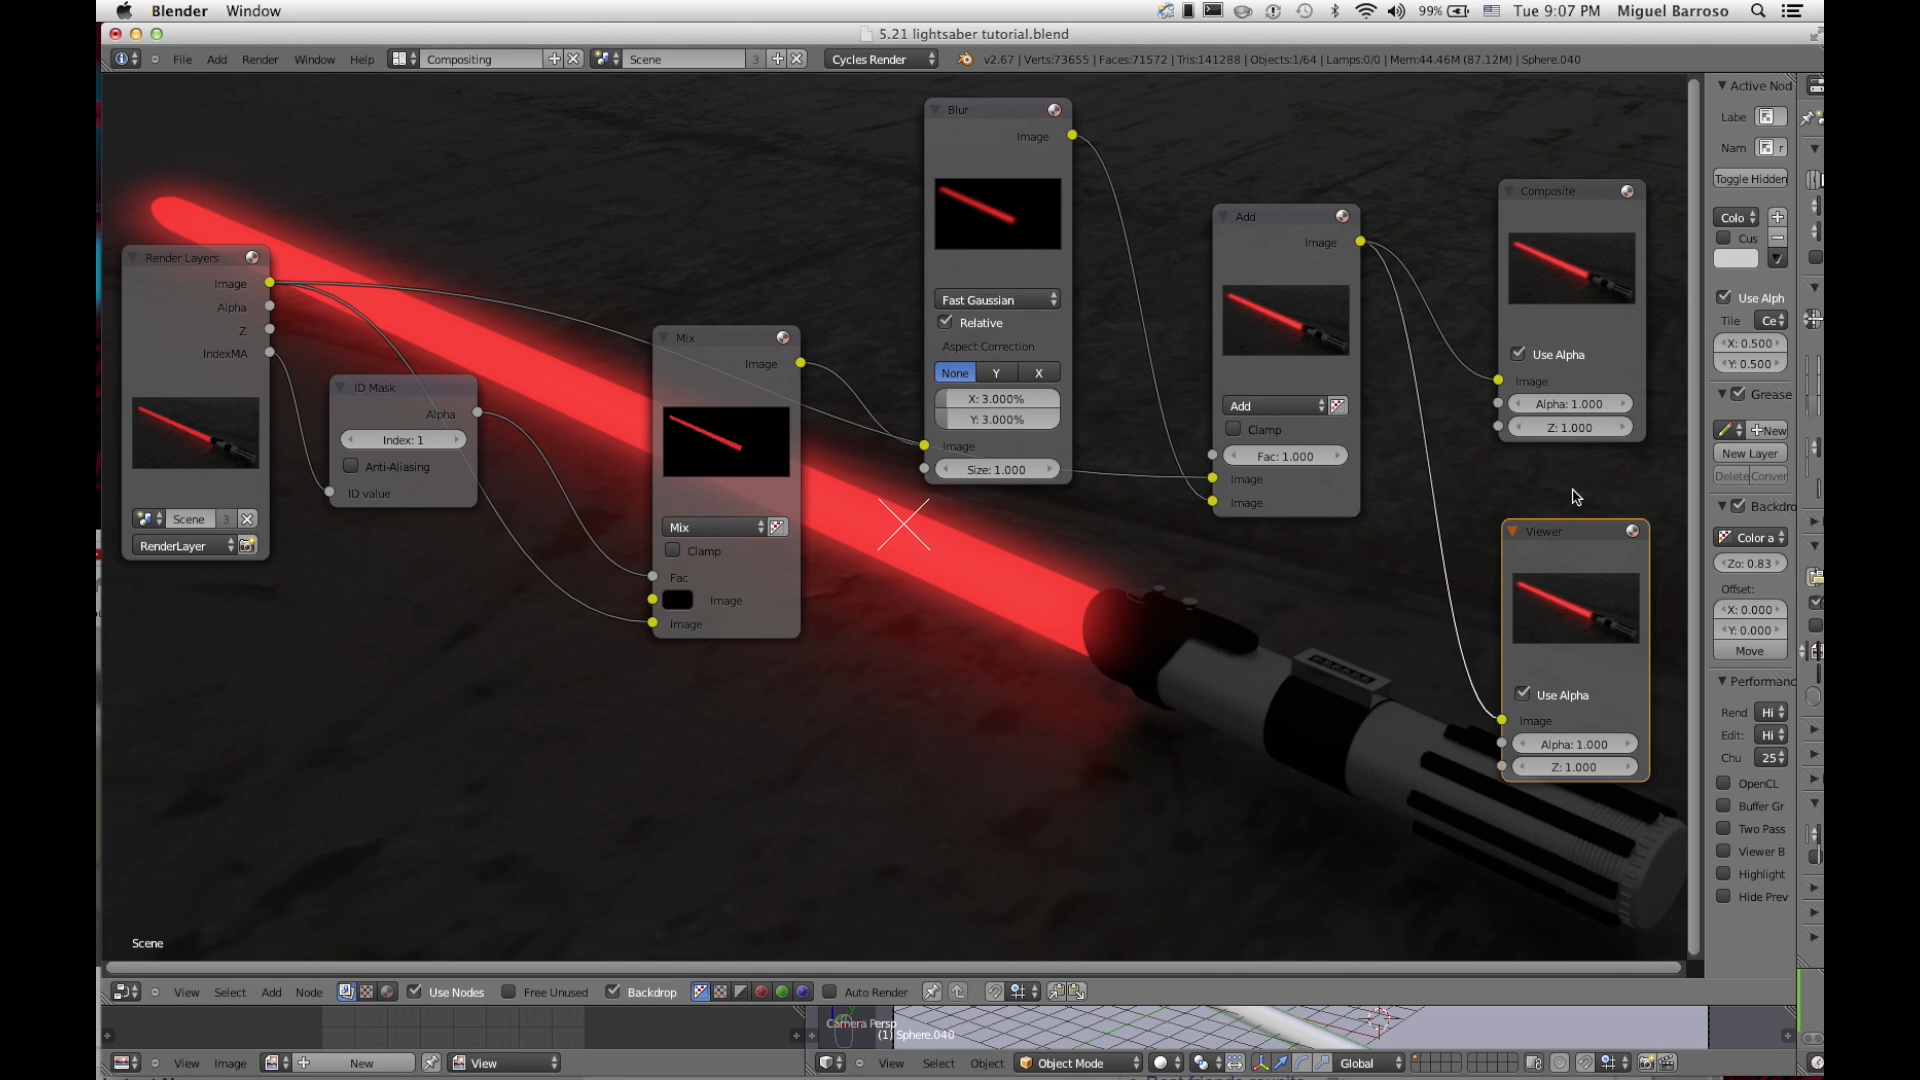 Blender Window 99% Tue 9:07 PM Miguel Barroso
5.21 lightsaber tutorial.blend
File Add Render Window Help Compositing Scene 3 Cycles Render v2.67 | Verts:73655 | Faces:71572 | Tris:141288 | Objects:1/64 | Lamps:0/0 | Mem:44.46M (87.12M) | Sphere.040
Render Layers
Image
Alpha
Z
IndexMA
Scene 3
RenderLayer
ID Mask
Alpha
Index: 1
Anti-Aliasing
ID value
Mix
Image
Mix
Clamp
Fac
Image
Image
Blur
Image
Fast Gaussian
Relative
Aspect Correction
None Y X
X: 3.000%
Y: 3.000%
Image
Size: 1.000
Add
Image
Add
Clamp
Fac: 1.000
Image
Image
Composite
Use Alpha
Image
Alpha: 1.000
Z: 1.000
Viewer
Use Alpha
Image
Alpha: 1.000
Z: 1.000
Active Nod
Labe
Nam r
Toggle Hidden
Colo
Cus
Use Alph
Tile Ce
X: 0.500
Y: 0.500
Grease
New
New Layer
Delete Conver
Backdro
Color a
Zo: 0.83
Offset:
X: 0.000
Y: 0.000
Move
Performanc
Rend Hi
Edit: Hi
Chu 25
OpenCL
Buffer Gr
Two Pass
Viewer B
Highlight
Hide Prev
Scene
View Select Add Node Use Nodes Free Unused Backdrop Auto Render
Camera Persp
(1) Sphere.040
View Image New View
View Select Object Object Mode Global